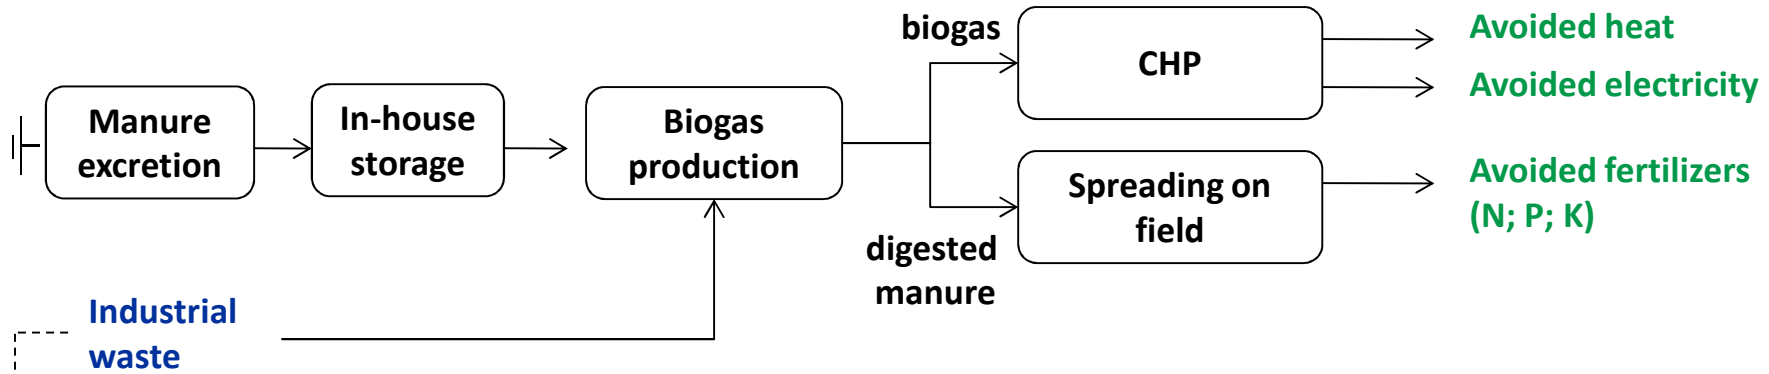 biogas
CHP
Avoided heat
Avoided electricity
Manure
excretion
In-house
storage
Biogas
production
Spreading on
field
Avoided fertilizers
(N; P; K)
digested
manure
Industrial
waste